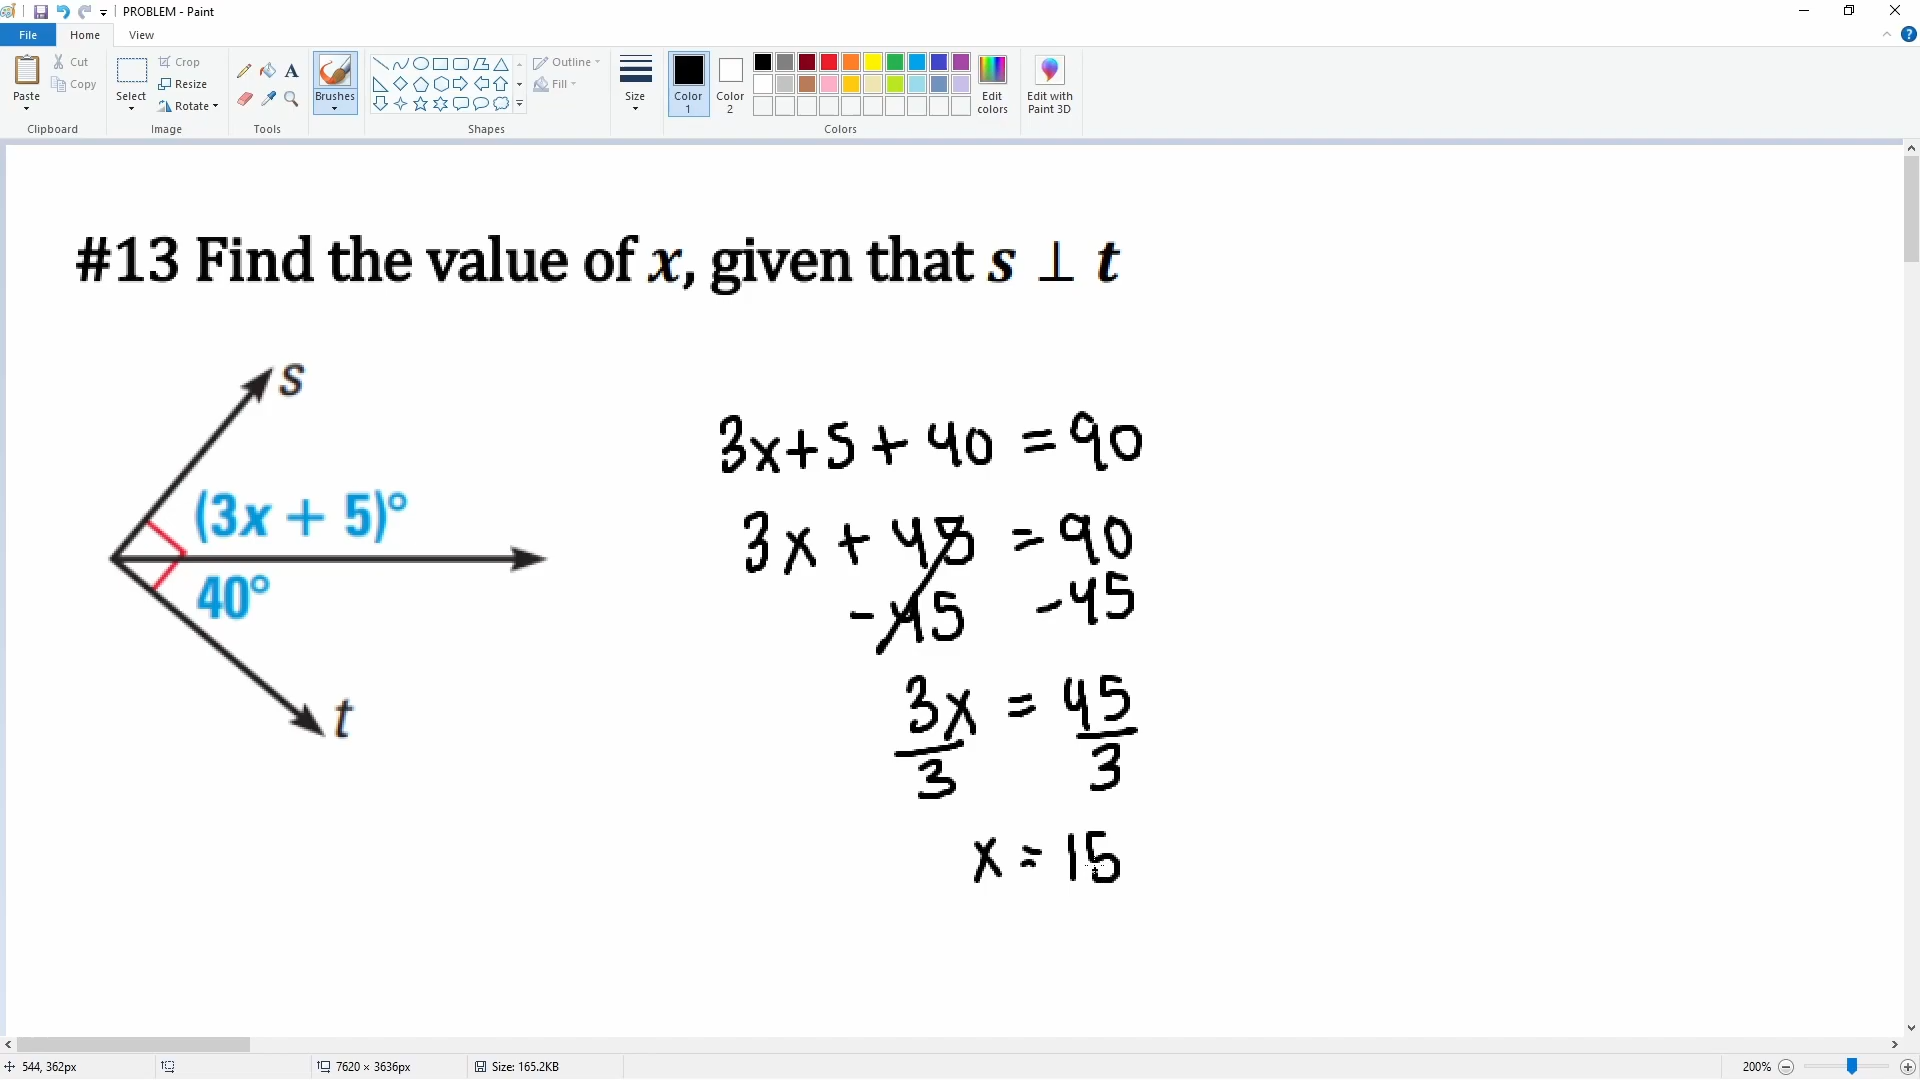 PROBLEM - Paint
File Home View
Paste Cut Copy Clipboard
Select Crop Resize Rotate Image
Tools
Brushes
Outline Fill Shapes
Size
Color 1 Color 2 Edit colors Colors
Edit with Paint 3D
#13 Find the value of x, given that s ⊥ t
s
(3x + 5)°
40°
t
3x+5+40 = 90
3x + 45 = 90
-45 -45
3x = 45
3 3
x = 15
544, 362px 7620 × 3636px Size: 165.2KB 200%